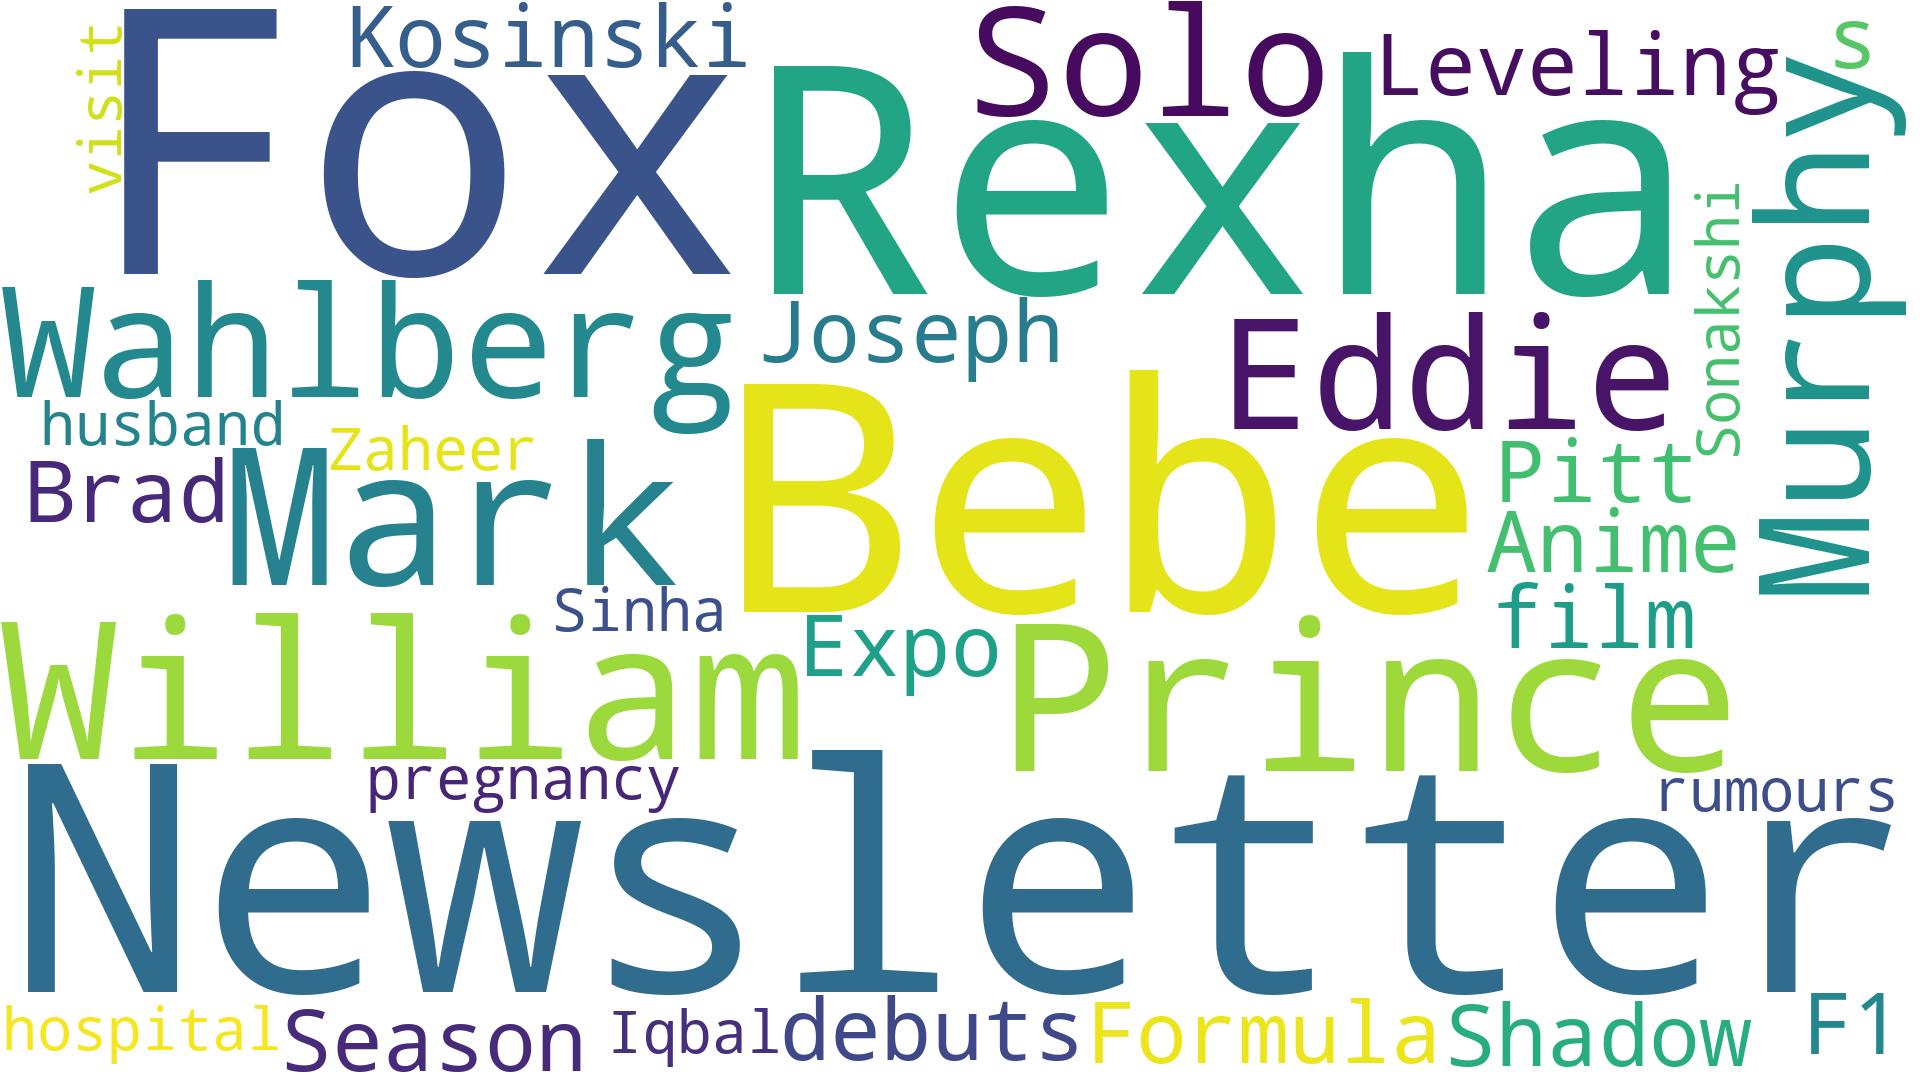 visit
Fox
Kosinski
Rexha
Solo
Leveling
s
Murphy
Sonakshi
Wahlberg
Joseph
Eddie
husband
Zaheer
Brad
Mark
Bebe
Pitt
Anime
Sinha
film
William
Expo
Prince
pregnancy
rumours
Newsletter
hospital
Season
Iqbal
debuts
Formula
Shadow
F1